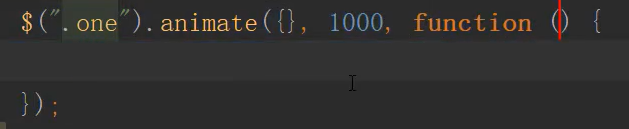 $(".one").animate({}, 1000, function () {
});